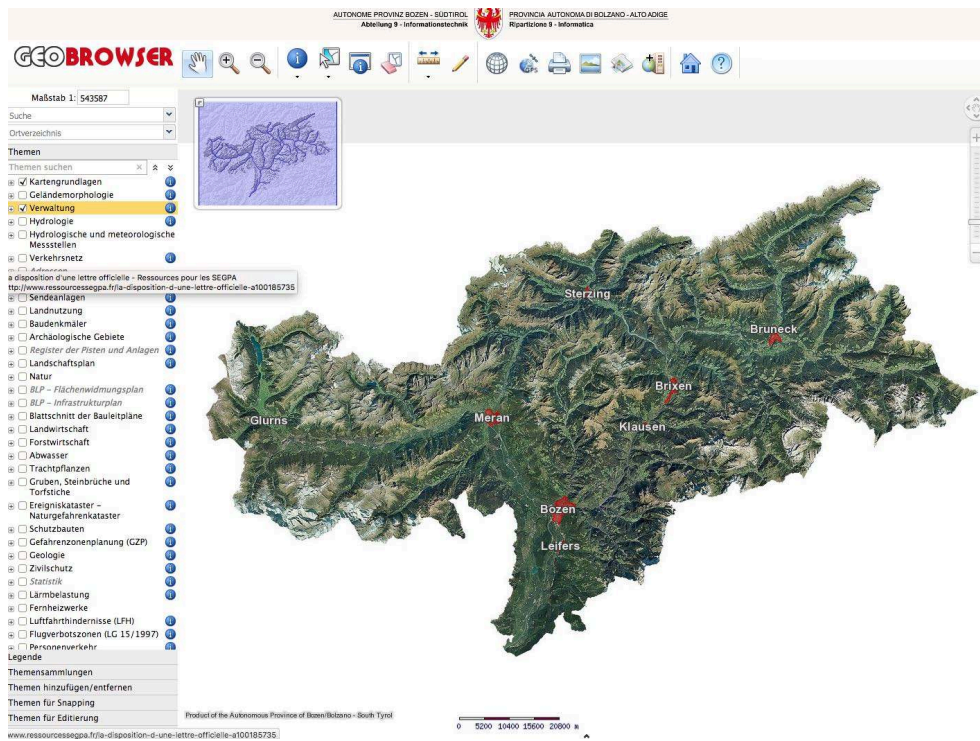 AUTONOME PROVINZ BOZEN - SÜDTIROL
Abteilung 9 - Informationstechnik
PROVINCIA AUTONOMA DI BOLZANO - ALTO ADIGE
Ripartizione 9 - Informatica
GEOBROWSER
Maßstab 1: 543587
Suche
Ortverzeichnis
Themen
Themen suchen
Kartengrundlagen
Geländemorphologie
Verwaltung
Hydrologie
Hydrologische und meteorologische
Messstellen
Verkehrsnetz
a disposition d'une lettre officielle - Ressources pour les SEGPA
ttp://www.ressourcessegpa.fr/la-disposition-d-une-lettre-officielle-a100185735
Sendeanlagen
Landnutzung
Baudenkmäler
Archäologische Gebiete
Register der Pisten und Anlagen
Landschaftsplan
Natur
BLP - Flächenwidmungsplan
BLP - Infrastrukturplan
Blattschnitt der Bauleitpläne
Landwirtschaft
Forstwirtschaft
Abwasser
Trachtpflanzen
Gruben, Steinbrüche und
Torfstiche
Ereigniskataster -
Naturgefahrenkataster
Schutzbauten
Gefahrenzonenplanung (GZP)
Geologie
Zivilschutz
Statistik
Lärmbelastung
Fernheizwerke
Luftfahrthindernisse (LFH)
Flugverbotszonen (LG 15/1997)
Personenverkehr
Legende
Themensammlungen
Themen hinzufügen/entfernen
Themen für Snapping
Themen für Editierung
www.ressourcessegpa.fr/la-disposition-d-une-lettre-officielle-a100185735
Sterzing
Bruneck
Brixen
Glurns
Meran
Klausen
Bozen
Leifers
Product of the Autonomous Province of Bozen/Bolzano - South Tyrol
0 5200 10400 15600 20800 m